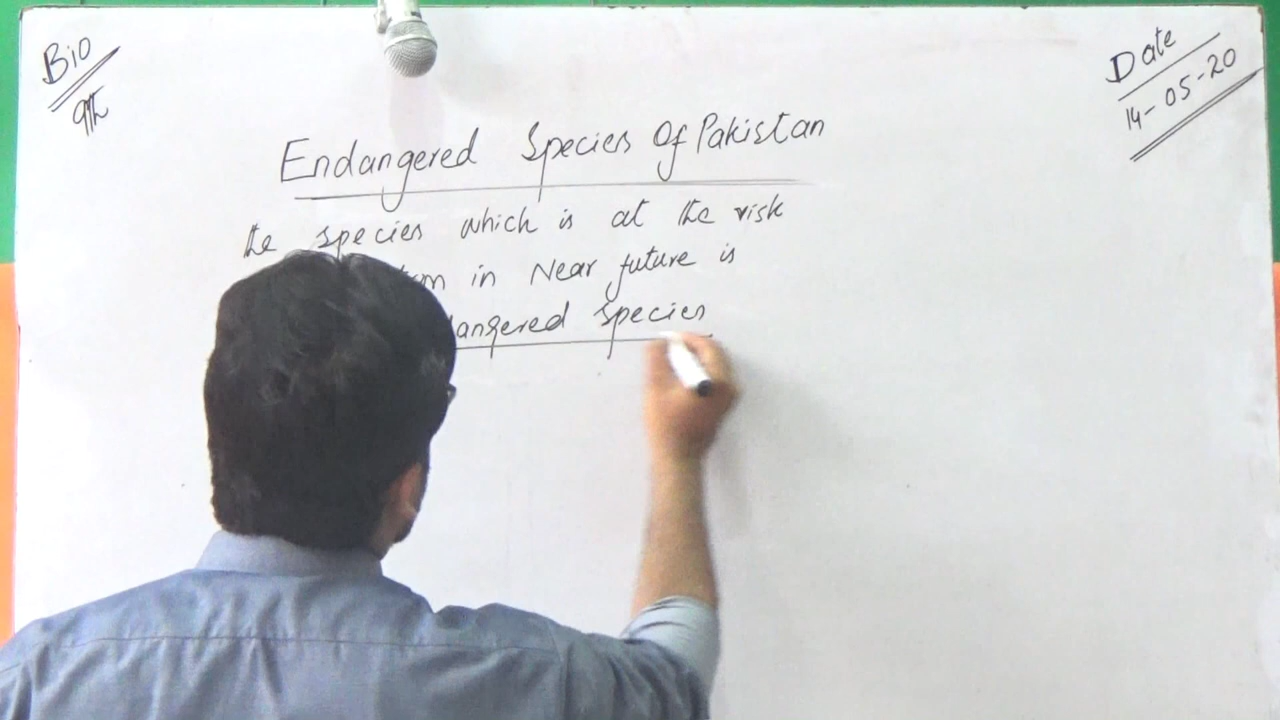 Bio
9th
Date
14-05-20
Endangered Species Of Pakistan
the species which is at the risk
in Near future is
species